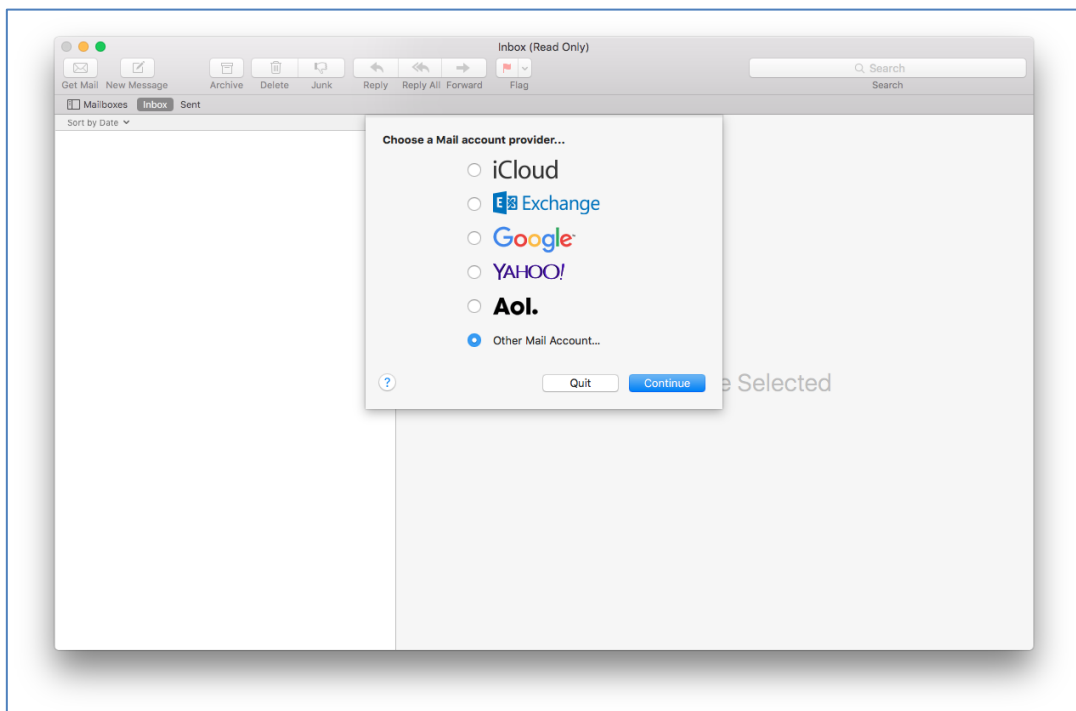 Inbox (Read Only)
Search
Get Mail New Message Archive Delete Junk Reply Reply All Forward Flag Search
Mailboxes Inbox Sent
Sort by Date
Choose a Mail account provider...
iCloud
E Exchange
Google
YAHOO!
Aol.
Other Mail Account...
? Quit Continue
Selected